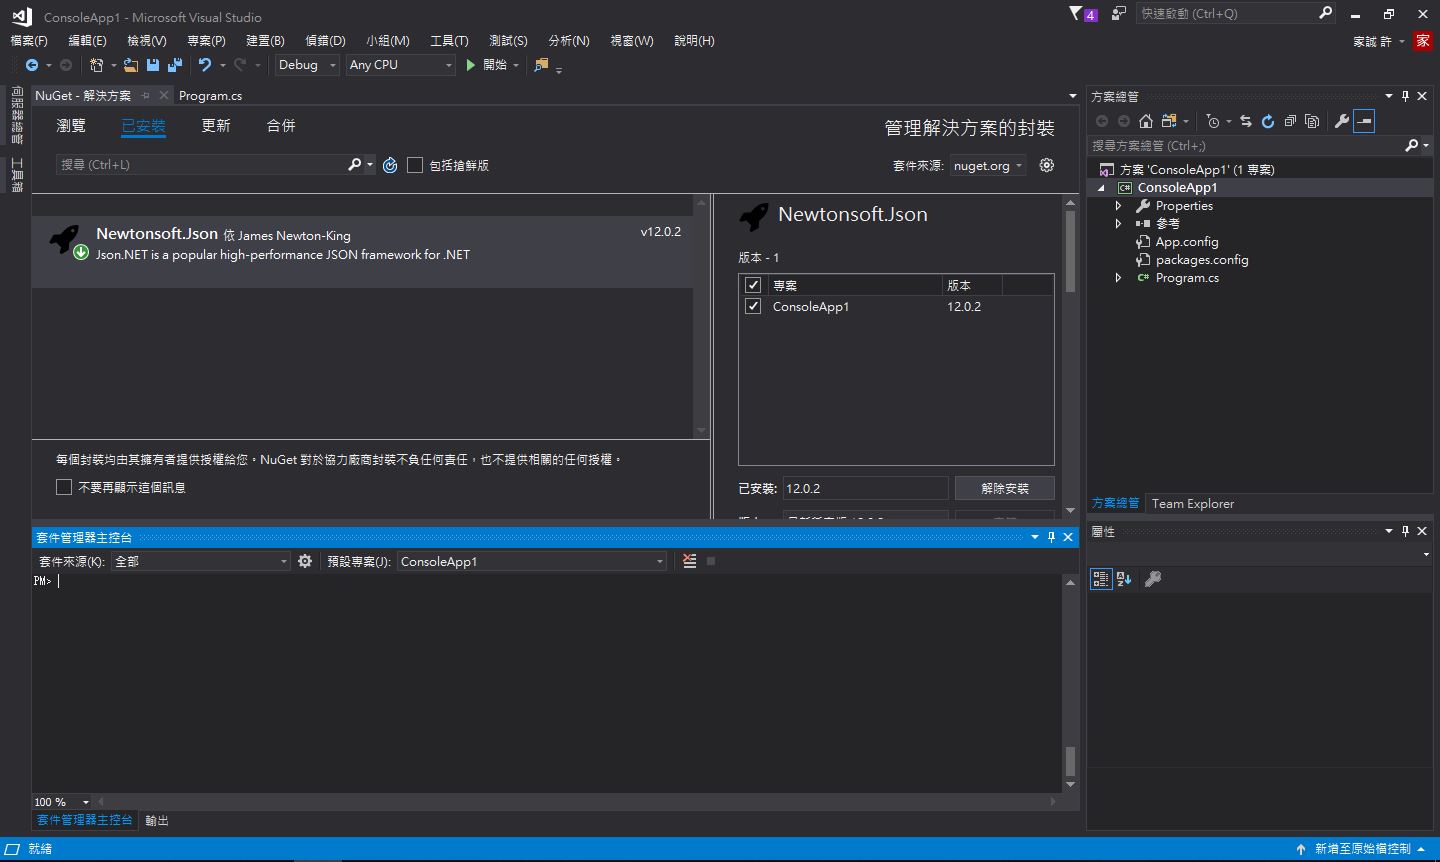 ConsoleApp1 - Microsoft Visual Studio
4
快速啟動 (Ctrl+Q)
檔案(F) 編輯(E) 檢視(V) 專案(P) 建置(B) 偵錯(D) 小組(M) 工具(T) 測試(S) 分析(N) 視窗(W) 說明(H)
家誠 許
家
Debug Any CPU 開始
伺服器總管
工具箱
NuGet - 解決方案 Program.cs
瀏覽 已安裝 更新 合併
管理解決方案的封裝
搜尋 (Ctrl+L) 包括搶鮮版
套件來源: nuget.org
Newtonsoft.Json 依 James Newton-King v12.0.2
Json.NET is a popular high-performance JSON framework for .NET
每個封裝均由其擁有者提供授權給您。NuGet 對於協力廠商封裝不負任何責任，也不提供相關的任何授權。
不要再顯示這個訊息
Newtonsoft.Json
版本 - 1
專案 版本
ConsoleApp1 12.0.2
已安裝: 12.0.2 解除安裝
套件管理器主控台
套件來源(K): 全部 預設專案(J): ConsoleApp1
PM>
100 %
套件管理器主控台 輸出
方案總管
搜尋方案總管 (Ctrl+;)
方案 'ConsoleApp1' (1 專案)
C# ConsoleApp1
Properties
參考
App.config
packages.config
C# Program.cs
方案總管 Team Explorer
屬性
就緒
新增至原始檔控制